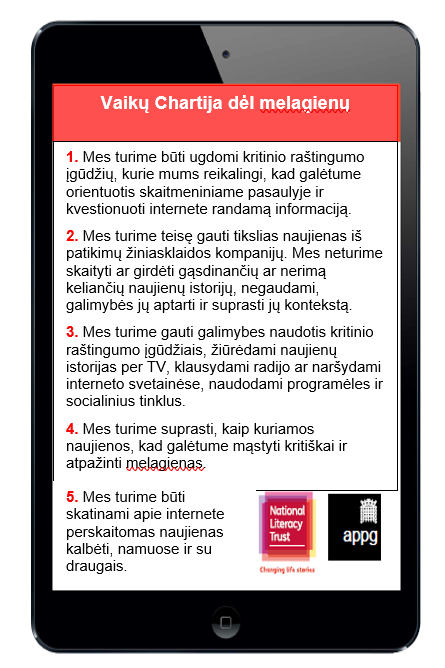 Vaikų Chartija dėl melagienų
1. Mes turime būti ugdomi kritinio raštingumo
įgūdžių, kurie mums reikalingi, kad galėtume
orientuotis skaitmeniniame pasaulyje ir
kvestionuoti internete randamą informaciją.
2. Mes turime teisę gauti tikslias naujienas iš
patikimų žiniasklaidos kompanijų. Mes neturime
skaityti ar girdėti gąsdinančių ar nerimą
keliančių naujienų istorijų, negaudami,
galimybės jų aptarti ir suprasti jų kontekstą.
3. Mes turime gauti galimybes naudotis kritinio
raštingumo įgūdžiais, žiūrėdami naujienų
istorijas per TV, klausydami radijo ar naršydami
interneto svetainėse, naudodami programėles ir
socialinius tinklus.
4. Mes turime suprasti, kaip kuriamos
naujienos, kad galėtume mąstyti kritiškai ir
atpažinti melagienas.
5. Mes turime būti
skatinami apie internete
perskaitomas naujienas
kalbėti, namuose ir su
draugais.
National
Literacy
Trust
Changing life stories
appg